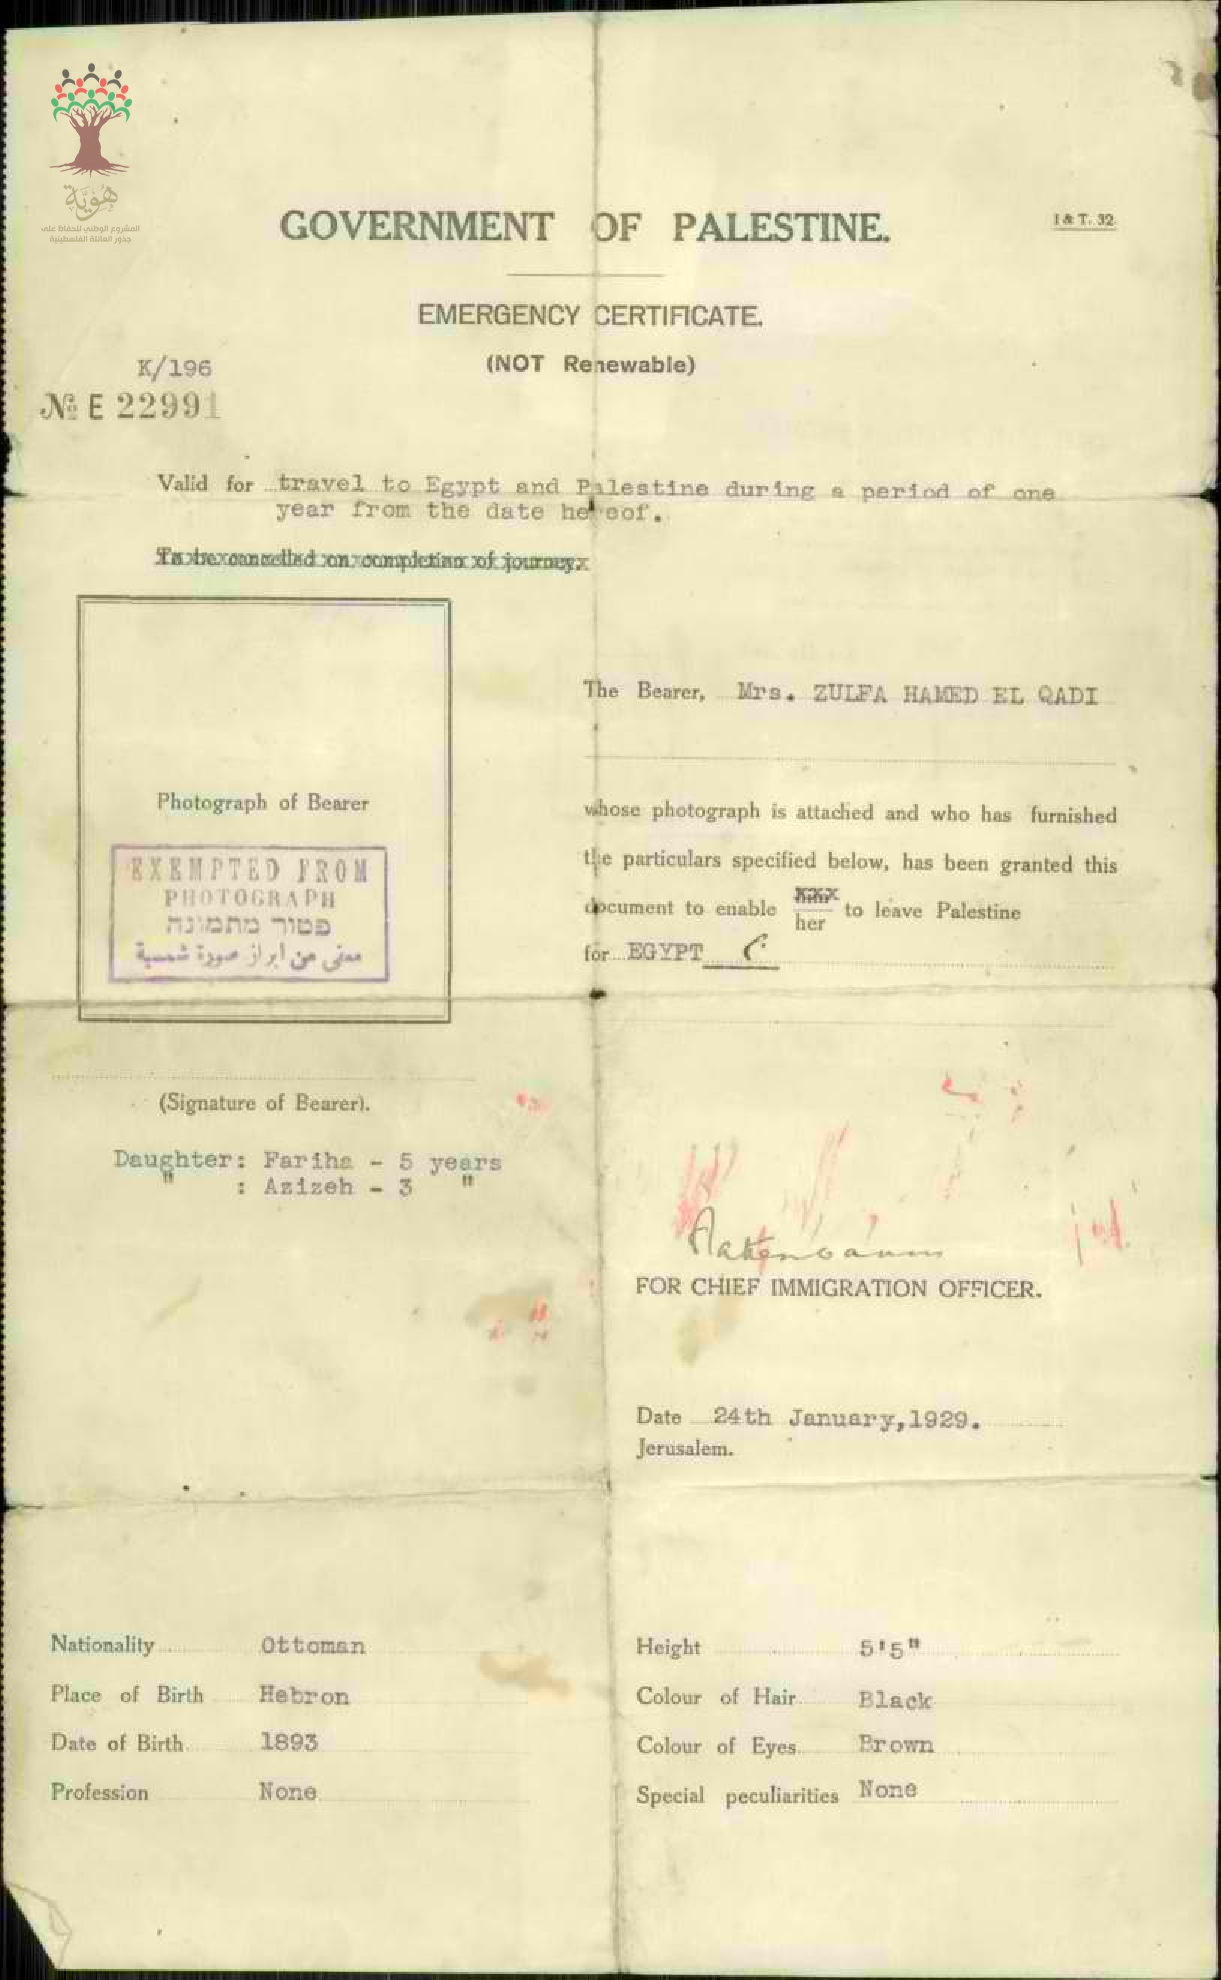 هُوِيَّة
المشروع الوطني للحفاظ على
جذور العائلة الفلسطينية
GOVERNMENT OF PALESTINE.
I & T. 32.
EMERGENCY CERTIFICATE.
(NOT Renewable)
K/196
№ E 22991
Valid for travel to Egypt and Palestine during a period of one
year from the date hereof.
To be cancelled on completion of journey.
Photograph of Bearer
EXEMPTED FROM
PHOTOGRAPH
פטור מתמונה
معفى من ابراز صورة شمسية
The Bearer, Mrs. ZULFA HAMED EL QADI
whose photograph is attached and who has furnished
the particulars specified below, has been granted this
document to enable her to leave Palestine
for EGYPT
(Signature of Bearer).
Daughter: Fariha - 5 years
" : Azizeh - 3 "
FOR CHIEF IMMIGRATION OFFICER.
Date 24th January, 1929.
Jerusalem.
Nationality Ottoman
Place of Birth Hebron
Date of Birth 1893
Profession None
Height 5'5"
Colour of Hair Black
Colour of Eyes Brown
Special peculiarities None